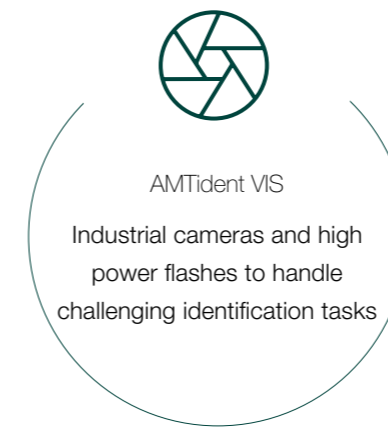 AMTident VIS
Industrial cameras and high
power flashes to handle
challenging identification tasks